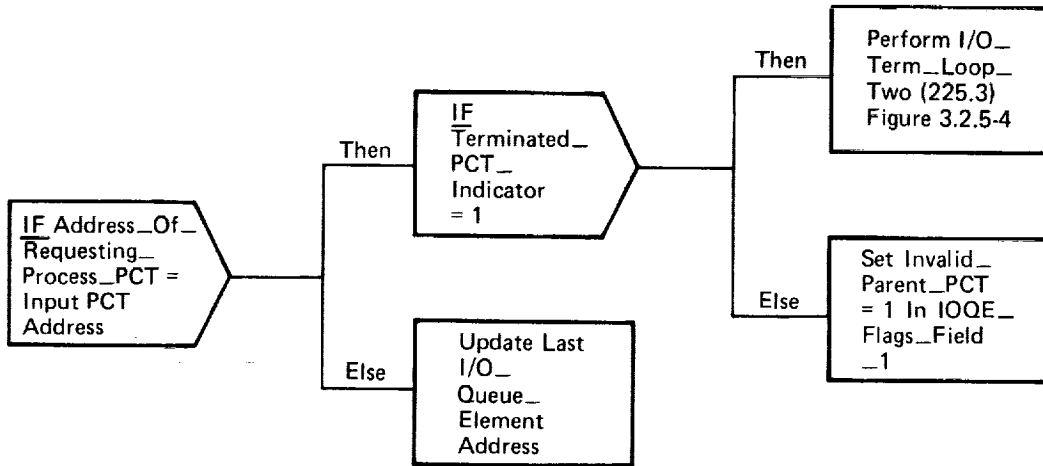 IF Address_Of_
Requesting_
Process_PCT =
Input PCT
Address
Then
IF
Terminated_
PCT_
Indicator
= 1
Then
Perform I/O_
Term_Loop_
Two (225.3)
Figure 3.2.5-4
Else
Set Invalid_
Parent_PCT
= 1 In IOQE_
Flags_Field
_1
Else
Update Last
I/O_
Queue_
Element
Address